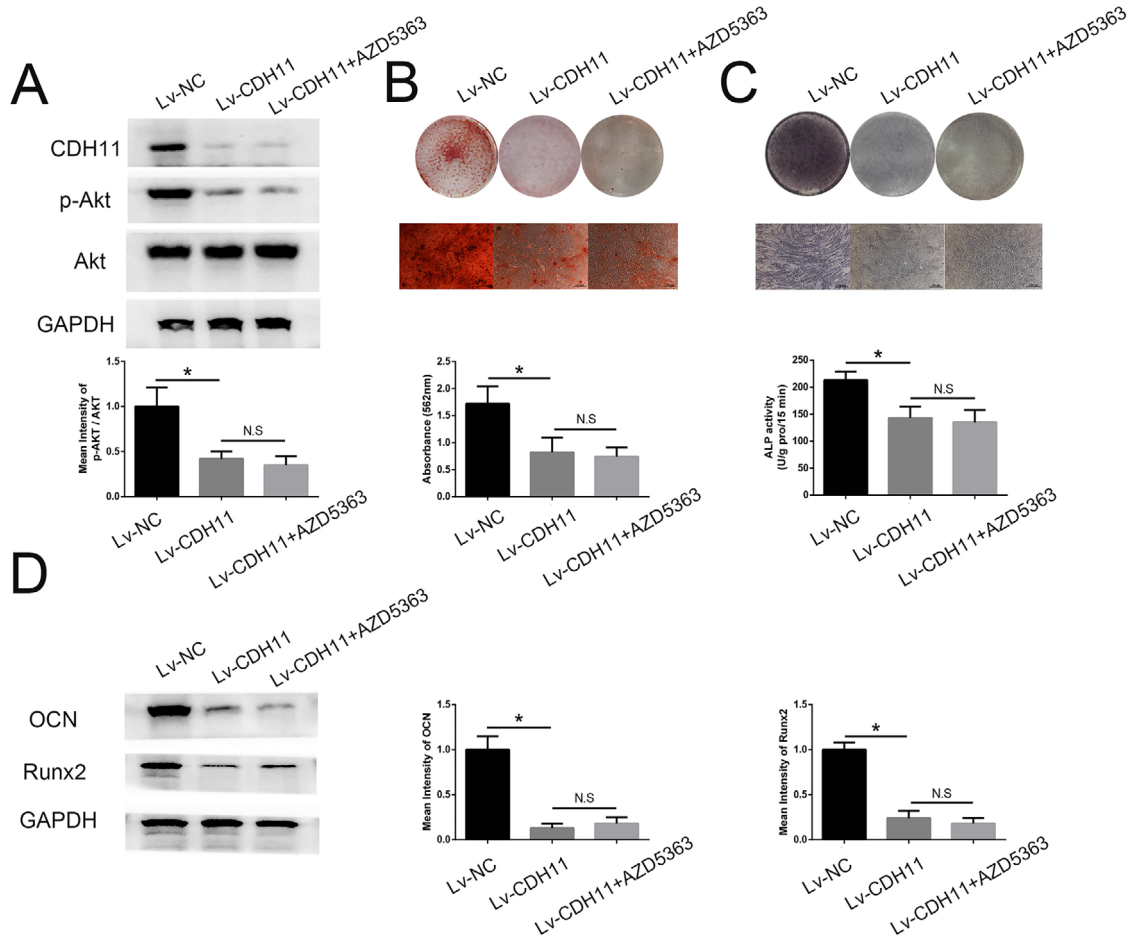 A
Lv-NC
Lv-CDH11
Lv-CDH11+AZD5363
CDH11
p-Akt
Akt
GAPDH
Mean Intensity of
p-AKT / AKT
1.5
1.0
0.5
0.0
*
N.S
Lv-NC
Lv-CDH11
Lv-CDH11+AZD5363
B
Lv-NC
Lv-CDH11
Lv-CDH11+AZD5363
Absorbance (562nm)
2.5
2.0
1.5
1.0
0.5
0.0
*
N.S
Lv-NC
Lv-CDH11
Lv-CDH11+AZD5363
C
Lv-NC
Lv-CDH11
Lv-CDH11+AZD5363
ALP activity
(U/g pro/15 min)
250
200
150
100
50
0
*
N.S
Lv-NC
Lv-CDH11
Lv-CDH11+AZD5363
D
Lv-NC
Lv-CDH11
Lv-CDH11+AZD5363
OCN
Runx2
GAPDH
Mean Intensity of OCN
1.5
1.0
0.5
0.0
*
N.S
Lv-NC
Lv-CDH11
Lv-CDH11+AZD5363
Mean Intensity of Runx2
1.5
1.0
0.5
0.0
*
N.S
Lv-NC
Lv-CDH11
Lv-CDH11+AZD5363